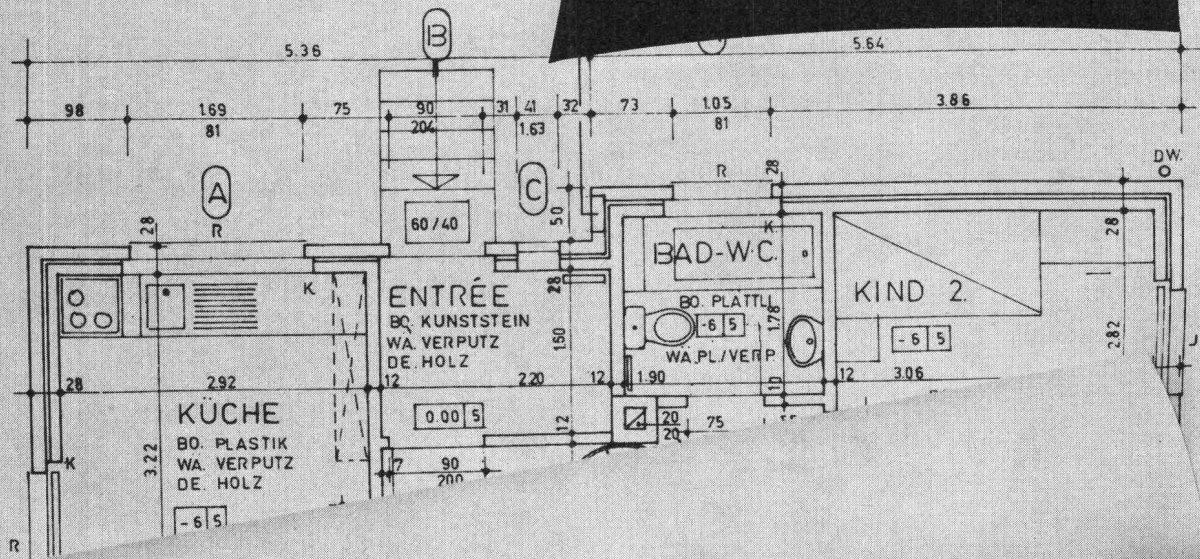 B
5.36
5.64
98
1.69
75
90
31
41
32
73
1.05
3.86
81
204
1.63
81
A
C
R
28
DW.
R
28
60/40
50
K
28
BAD-W.C.
K.
ENTRÉE
BO. KUNSTSTEIN
WA. VERPUTZ
DE. HOLZ
28
1.50
BO. PLATTLI
-6 5
1.78
WA.PL/VERP.
KIND 2.
-6 5
2.82
J
28
2.92
12
2.20
12
1.90
10
12
3.06
KÜCHE
BO. PLASTIK
WA. VERPUTZ
DE. HOLZ
0.00 5
12
20
20
75
K
3.22
7
90
200
-6 5
R